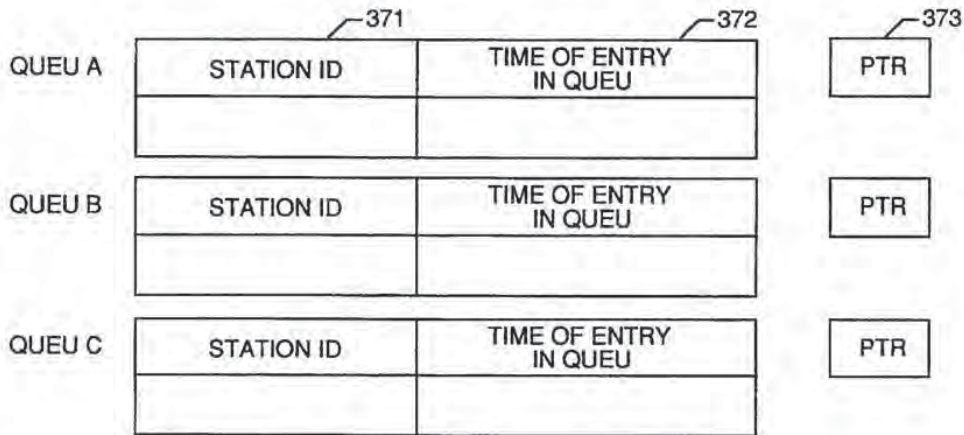 371
372
373
QUEU A
STATION ID
TIME OF ENTRY
IN QUEU
PTR
QUEU B
STATION ID
TIME OF ENTRY
IN QUEU
PTR
QUEU C
STATION ID
TIME OF ENTRY
IN QUEU
PTR